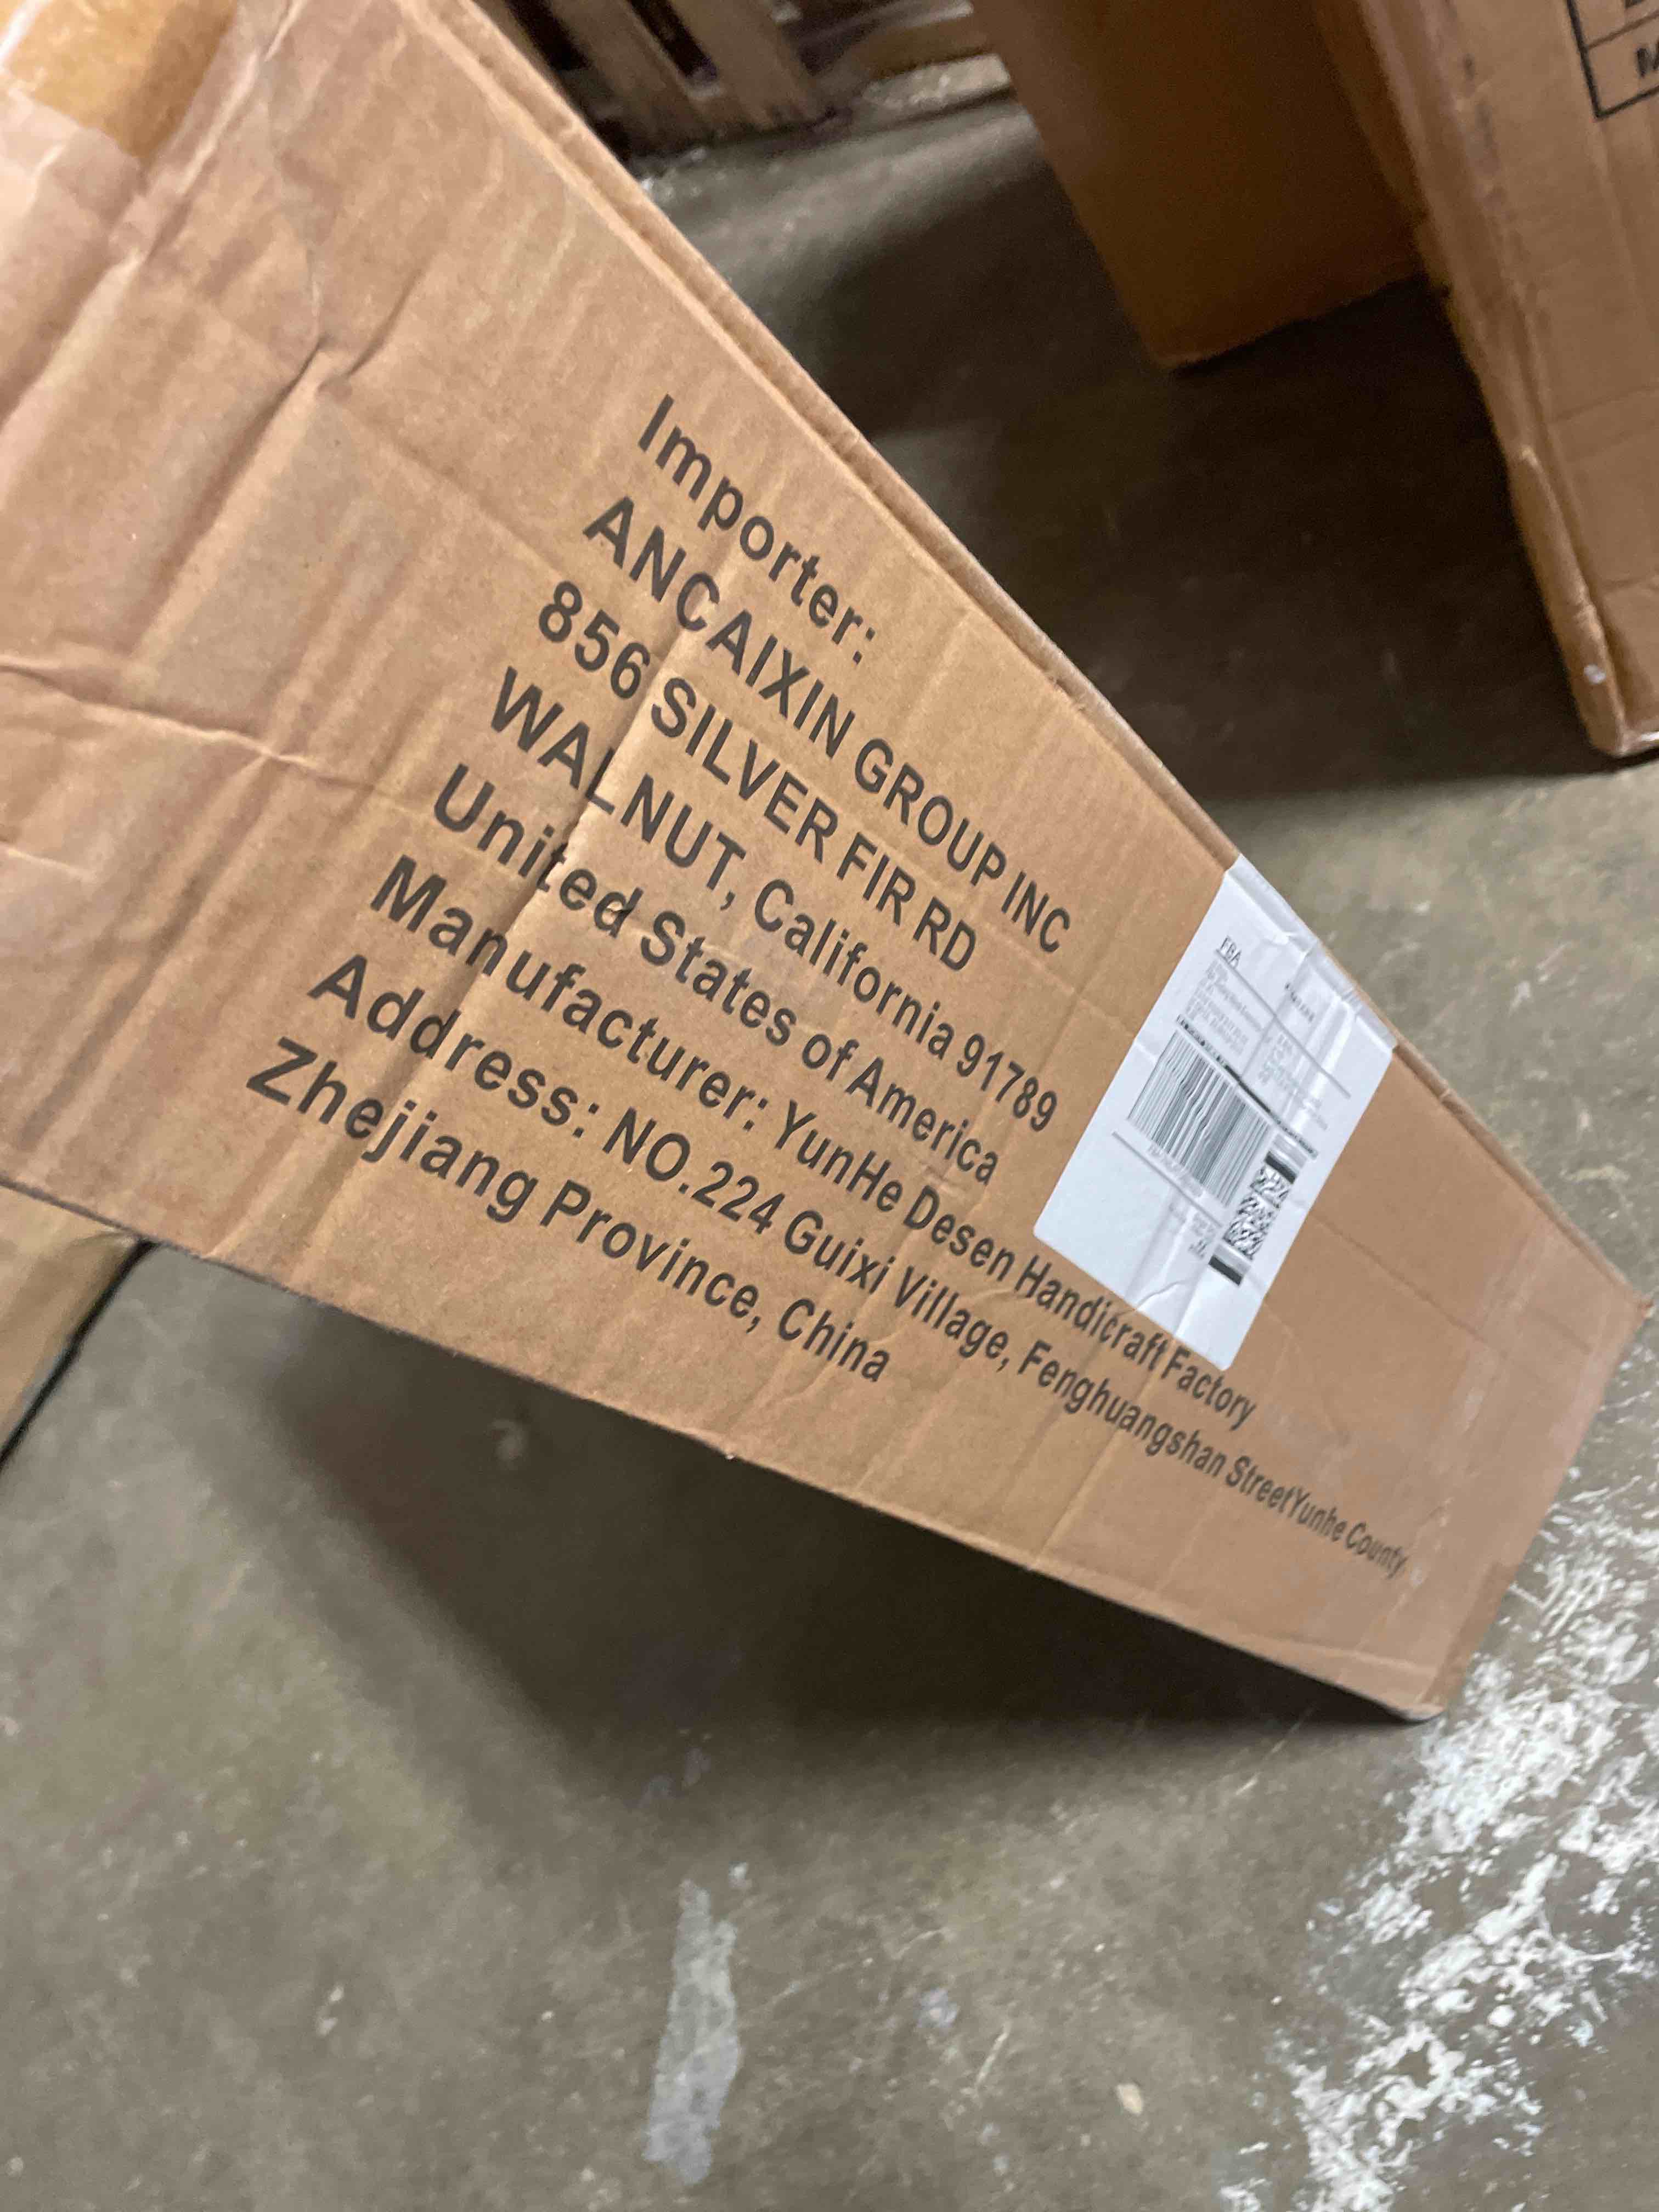 Importer:
ANCAIXIN GROUP INC
856 SILVER FIR RD
WALNUT, California 91789
United States of America
Manufacturer: YunHe Desen Handicraft Factory
Address: NO.224 Guixi Village, Fenghuangshan StreetYunhe County
Zhejiang Province, China
FBA